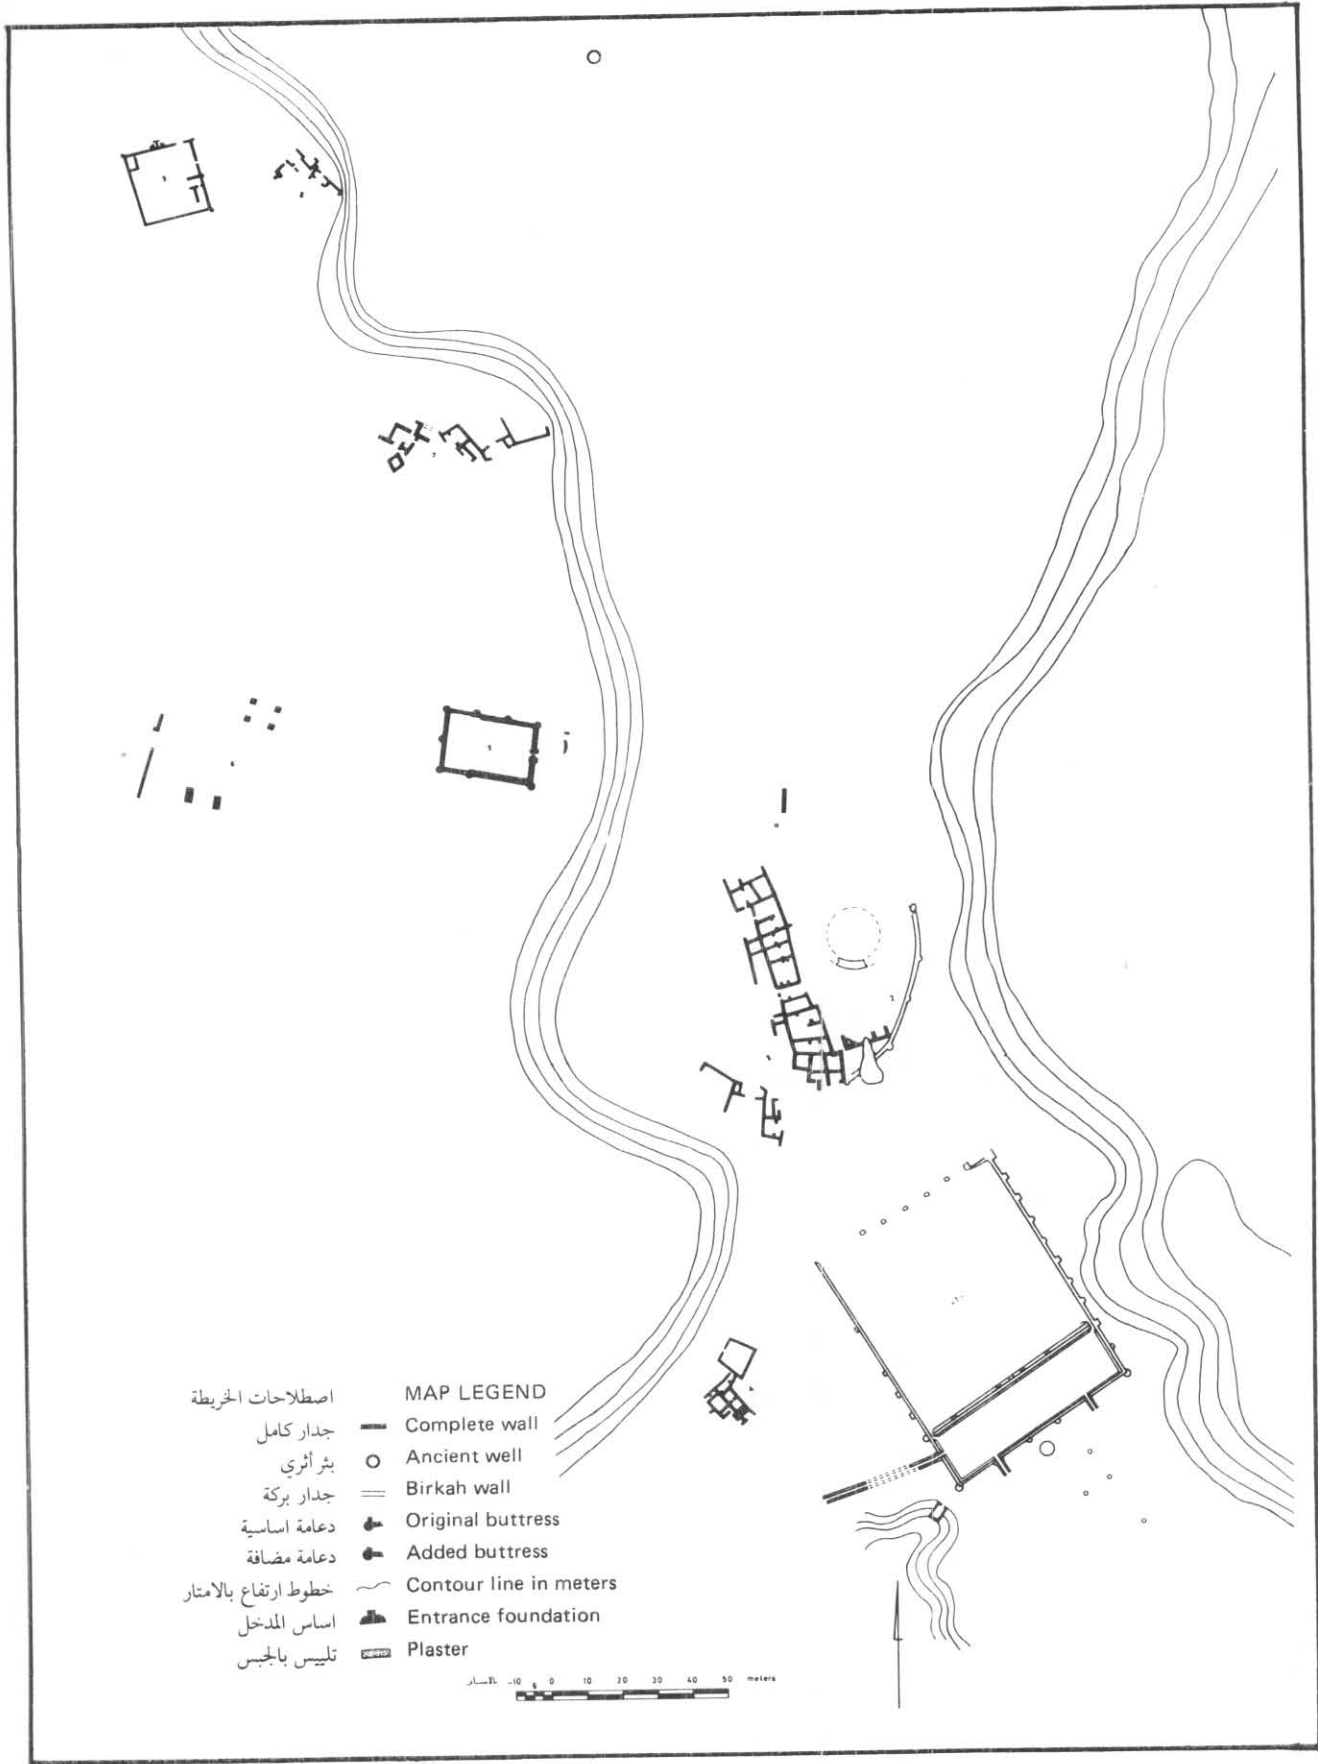 اصطلاحات الخريطة MAP LEGEND
جدار كامل Complete wall
بئر أثري Ancient well
جدار بركة Birkah wall
دعامة اساسية Original buttress
دعامة مضافة Added buttress
خطوط ارتفاع بالامتار Contour line in meters
اساس المدخل Entrance foundation
تلييس بالجبس Plaster
10 5 0 10 20 30 40 50 meters